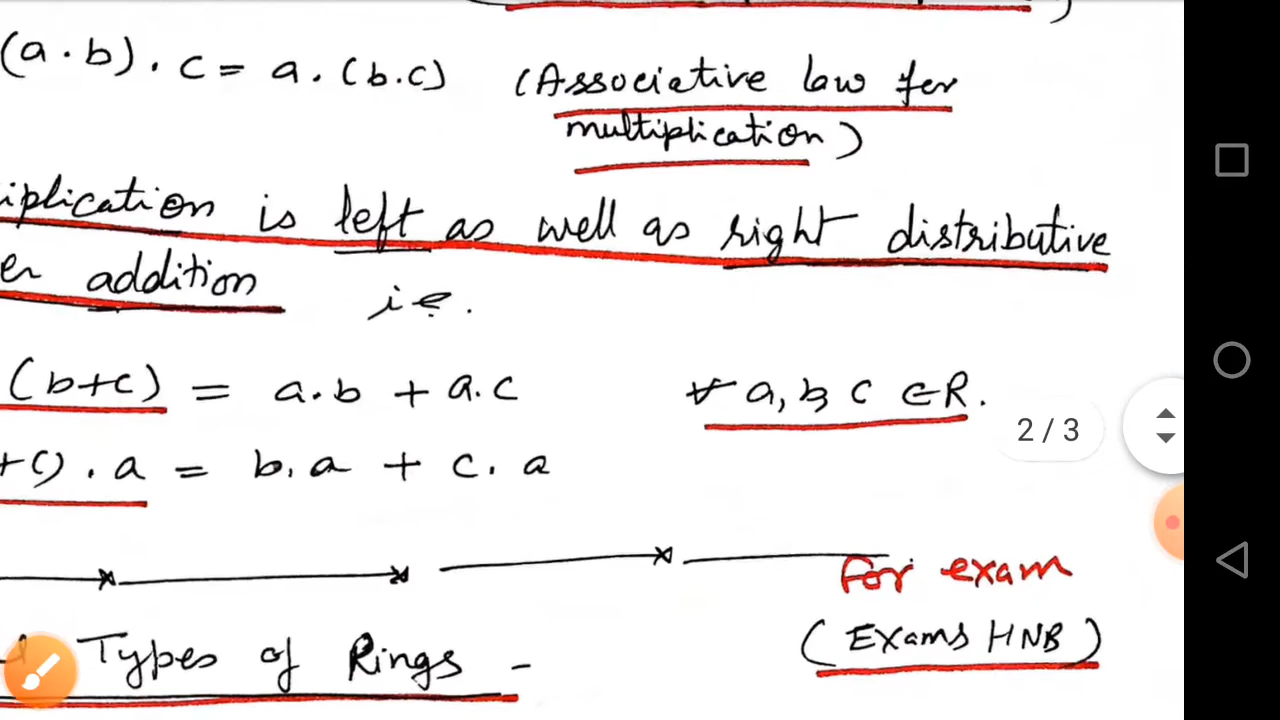 (a . b) . c = a . (b.c) (Associative law for
multiplication)
iplication is left as well as right distributive
er addition i.e.
(b+c) = a.b + a.c ∀ a, b, c ∈ R.
+c) . a = b.a + c. a
For exam
(Exams HNB)
Types of Rings -
2 / 3